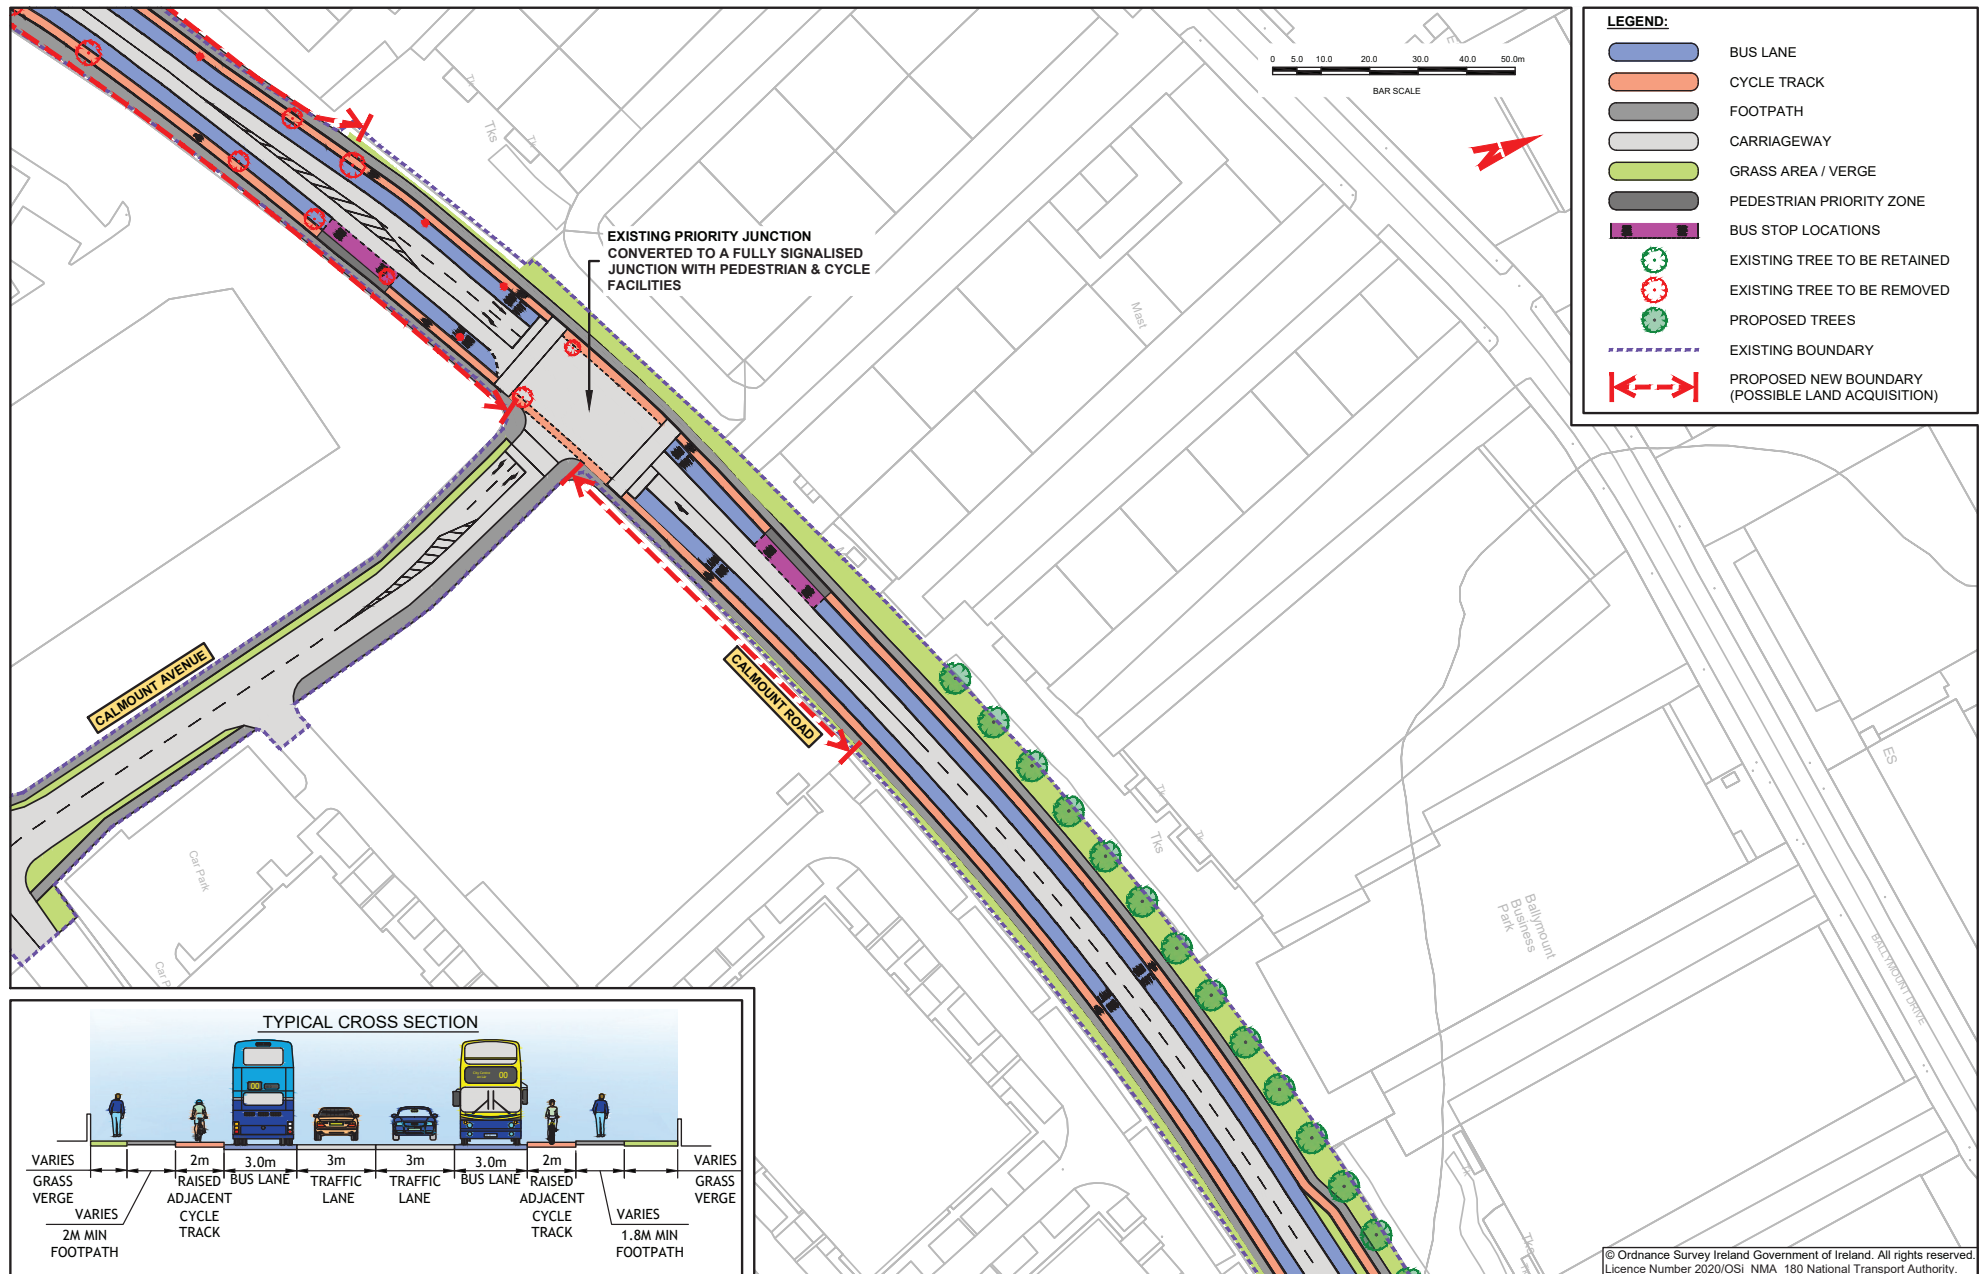 LEGEND:
BUS LANE
CYCLE TRACK
FOOTPATH
CARRIAGEWAY
GRASS AREA / VERGE
PEDESTRIAN PRIORITY ZONE
BUS STOP LOCATIONS
EXISTING TREE TO BE RETAINED
EXISTING TREE TO BE REMOVED
PROPOSED TREES
EXISTING BOUNDARY
PROPOSED NEW BOUNDARY
(POSSIBLE LAND ACQUISITION)
0 5.0 10.0 20.0 30.0 40.0 50.0m
BAR SCALE
N
EXISTING PRIORITY JUNCTION
CONVERTED TO A FULLY SIGNALISED
JUNCTION WITH PEDESTRIAN & CYCLE
FACILITIES
Tks
Mast
CALMOUNT AVENUE
CALMOUNT ROAD
Car Park
Tks
Ballymount
Business
Park
ES
BALLYMOUNT DRIVE
TYPICAL CROSS SECTION
00
00
VARIES
2m
3.0m
3m
3m
3.0m
2m
VARIES
GRASS
VERGE
RAISED
ADJACENT
CYCLE
TRACK
BUS LANE
TRAFFIC
LANE
TRAFFIC
LANE
BUS LANE
RAISED
ADJACENT
CYCLE
TRACK
GRASS
VERGE
VARIES
2M MIN
FOOTPATH
VARIES
1.8M MIN
FOOTPATH
© Ordnance Survey Ireland Government of Ireland. All rights reserved.
Licence Number 2020/OSi_NMA_180 National Transport Authority.